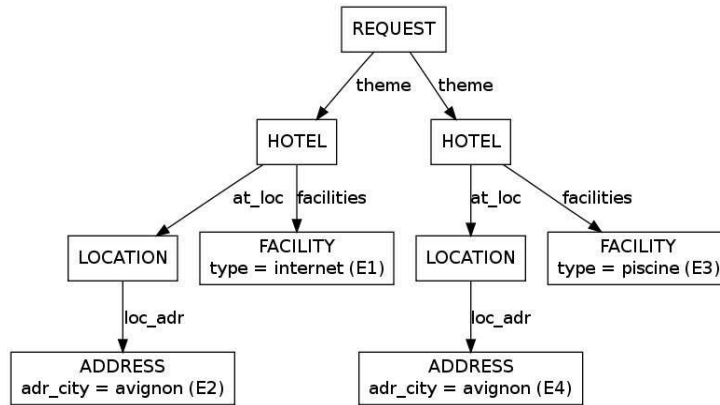 REQUEST
theme theme
HOTEL HOTEL
at_loc facilities at_loc facilities
LOCATION
FACILITY
type = internet (E1)
LOCATION
FACILITY
type = piscine (E3)
loc_adr loc_adr
ADDRESS
adr_city = avignon (E2)
ADDRESS
adr_city = avignon (E4)